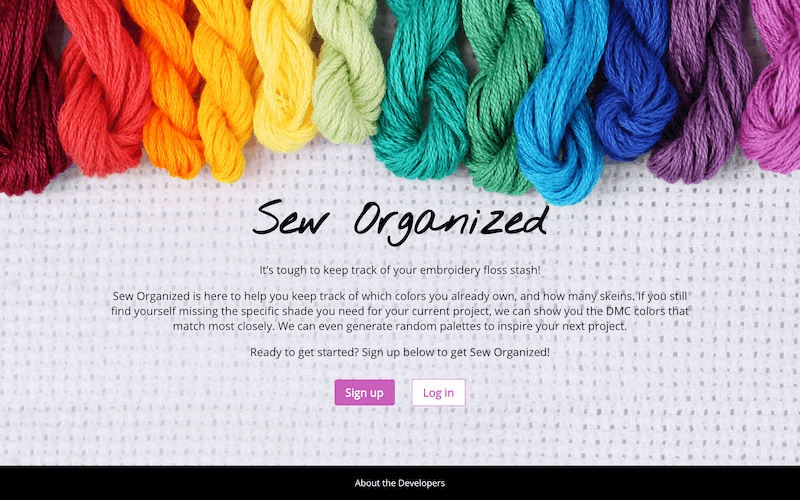 Sew Organized
It's tough to keep track of your embroidery floss stash!
Sew Organized is here to help you keep track of which colors you already own, and how many skeins. If you still
find yourself missing the specific shade you need for your current project, we can show you the DMC colors that
match most closely. We can even generate random palettes to inspire your next project.
Ready to get started? Sign up below to get Sew Organized!
Sign up
Log in
About the Developers